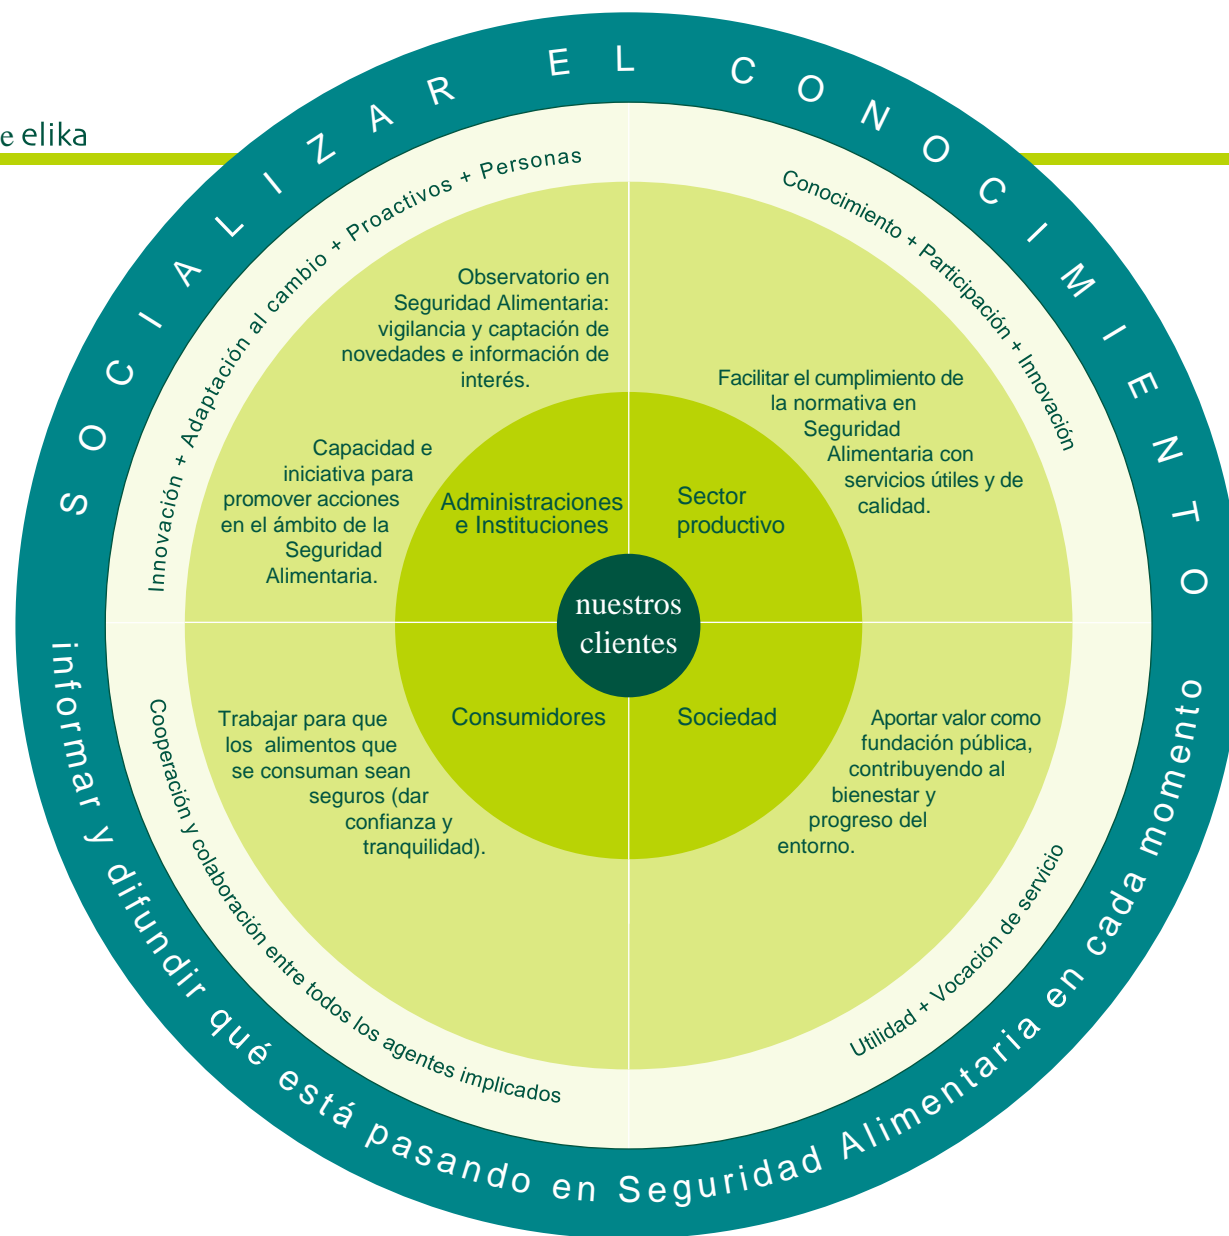 e elika
SOCIALIZAR EL CONOCIMIENTO
Innovación + Adaptación al cambio + Proactivos + Personas
Conocimiento + Participación + Innovación
Observatorio en
Seguridad Alimentaria:
vigilancia y captación de
novedades e información de
interés.
Capacidad e
iniciativa para
promover acciones
en el ámbito de la
Seguridad
Alimentaria.
Facilitar el cumplimiento de
la normativa en
Seguridad
Alimentaria con
servicios útiles y de
calidad.
Administraciones
e Instituciones
Sector
productivo
nuestros
clientes
Consumidores
Sociedad
Trabajar para que
los alimentos que
se consuman sean
seguros (dar
confianza y
tranquilidad).
Aportar valor como
fundación pública,
contribuyendo al
bienestar y
progreso del
entorno.
Cooperación y colaboración entre todos los agentes implicados
Utilidad + Vocación de servicio
informar y difundir qué está pasando en Seguridad Alimentaria en cada momento